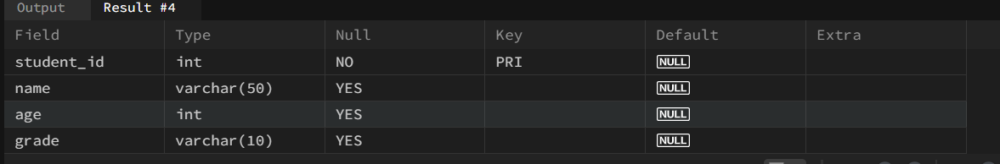 Output Result #4
Field Type Null Key Default Extra
student_id int NO PRI NULL
name varchar(50) YES NULL
age int YES NULL
grade varchar(10) YES NULL